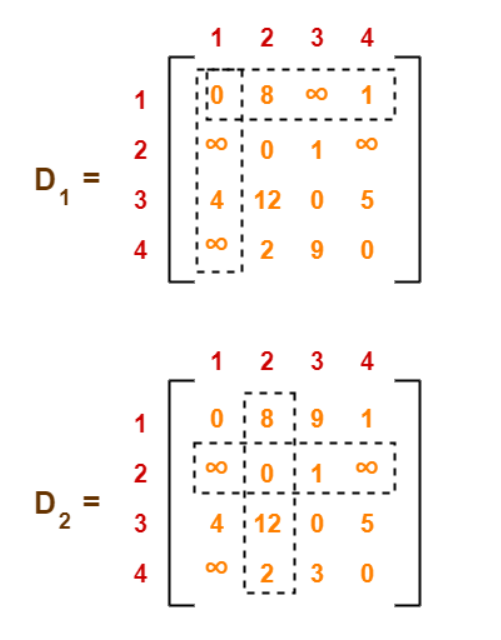 1 2 3 4
1 0 8 ∞ 1
2 ∞ 0 1 ∞
D1 =
3 4 12 0 5
4 ∞ 2 9 0
1 2 3 4
1 0 8 9 1
2 ∞ 0 1 ∞
D2 =
3 4 12 0 5
4 ∞ 2 3 0